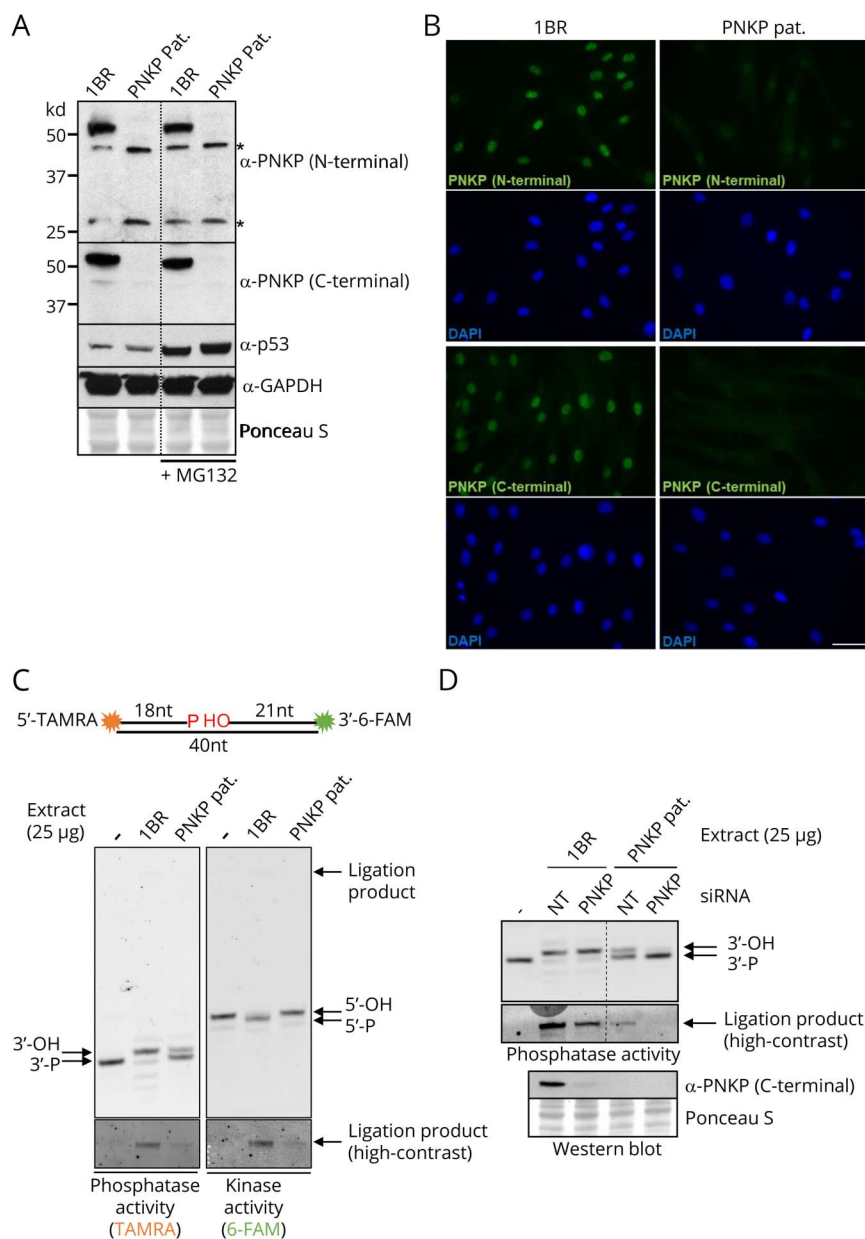 A
1BR
PNKP Pat.
1BR
PNKP Pat.
kd
50
37
25
*
α-PNKP (N-terminal)
*
50
37
α-PNKP (C-terminal)
α-p53
α-GAPDH
Ponceau S
+ MG132
B
1BR
PNKP pat.
PNKP (N-terminal)
PNKP (N-terminal)
DAPI
DAPI
PNKP (C-terminal)
PNKP (C-terminal)
DAPI
DAPI
C
18nt
P HO
21nt
5’-TAMRA
3’-6-FAM
40nt
Extract
(25 µg)
-
1BR
PNKP pat.
-
1BR
PNKP pat.
Ligation
product
5’-OH
5’-P
3’-OH
3’-P
Ligation product
(high-contrast)
Phosphatase
activity
(TAMRA)
Kinase
activity
(6-FAM)
D
1BR
PNKP pat.
Extract (25 µg)
-
NT
PNKP
NT
PNKP
siRNA
3’-OH
3’-P
Ligation product
(high-contrast)
Phosphatase activity
α-PNKP (C-terminal)
Ponceau S
Western blot